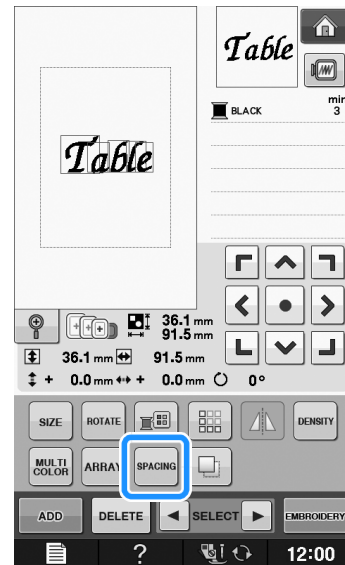 Table
Table
BLACK
min
3
36.1 mm
91.5 mm
36.1 mm 91.5 mm
+ 0.0 mm + 0.0 mm 0°
SIZE ROTATE DENSITY
MULTI COLOR ARRAY SPACING
ADD DELETE SELECT EMBROIDERY
? 12:00